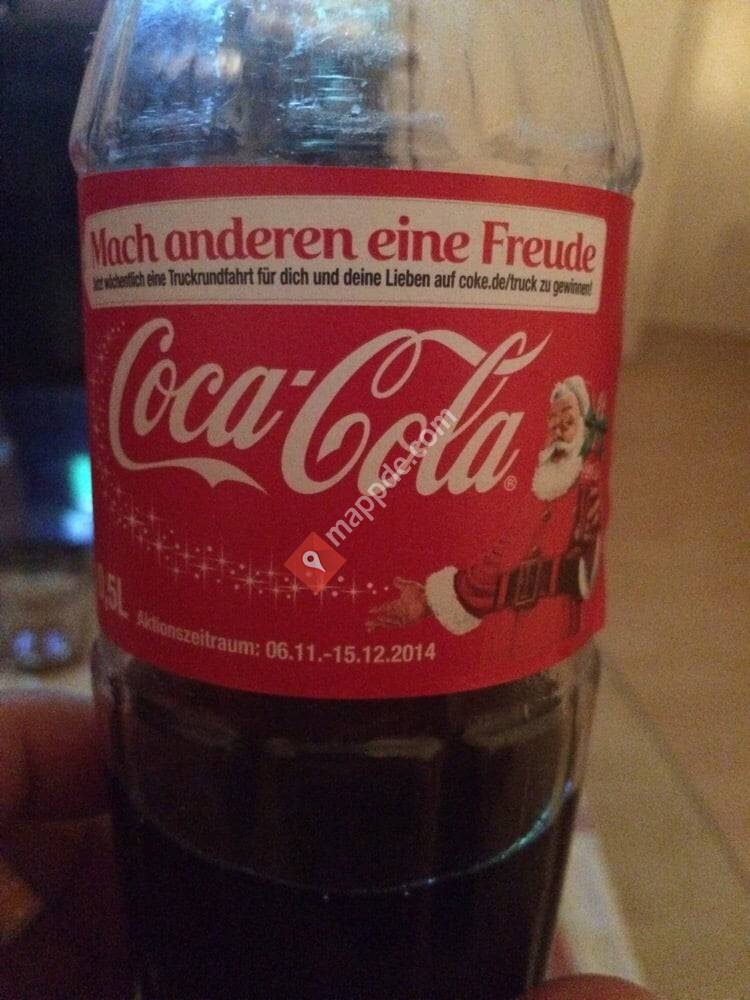 Mach anderen eine Freude
Jetzt wöchentlich eine Truckrundfahrt für dich und deine Lieben auf coke.de/truck zu gewinnen!
Coca-Cola®
mappde.com
0,5L
Aktionszeitraum: 06.11.-15.12.2014